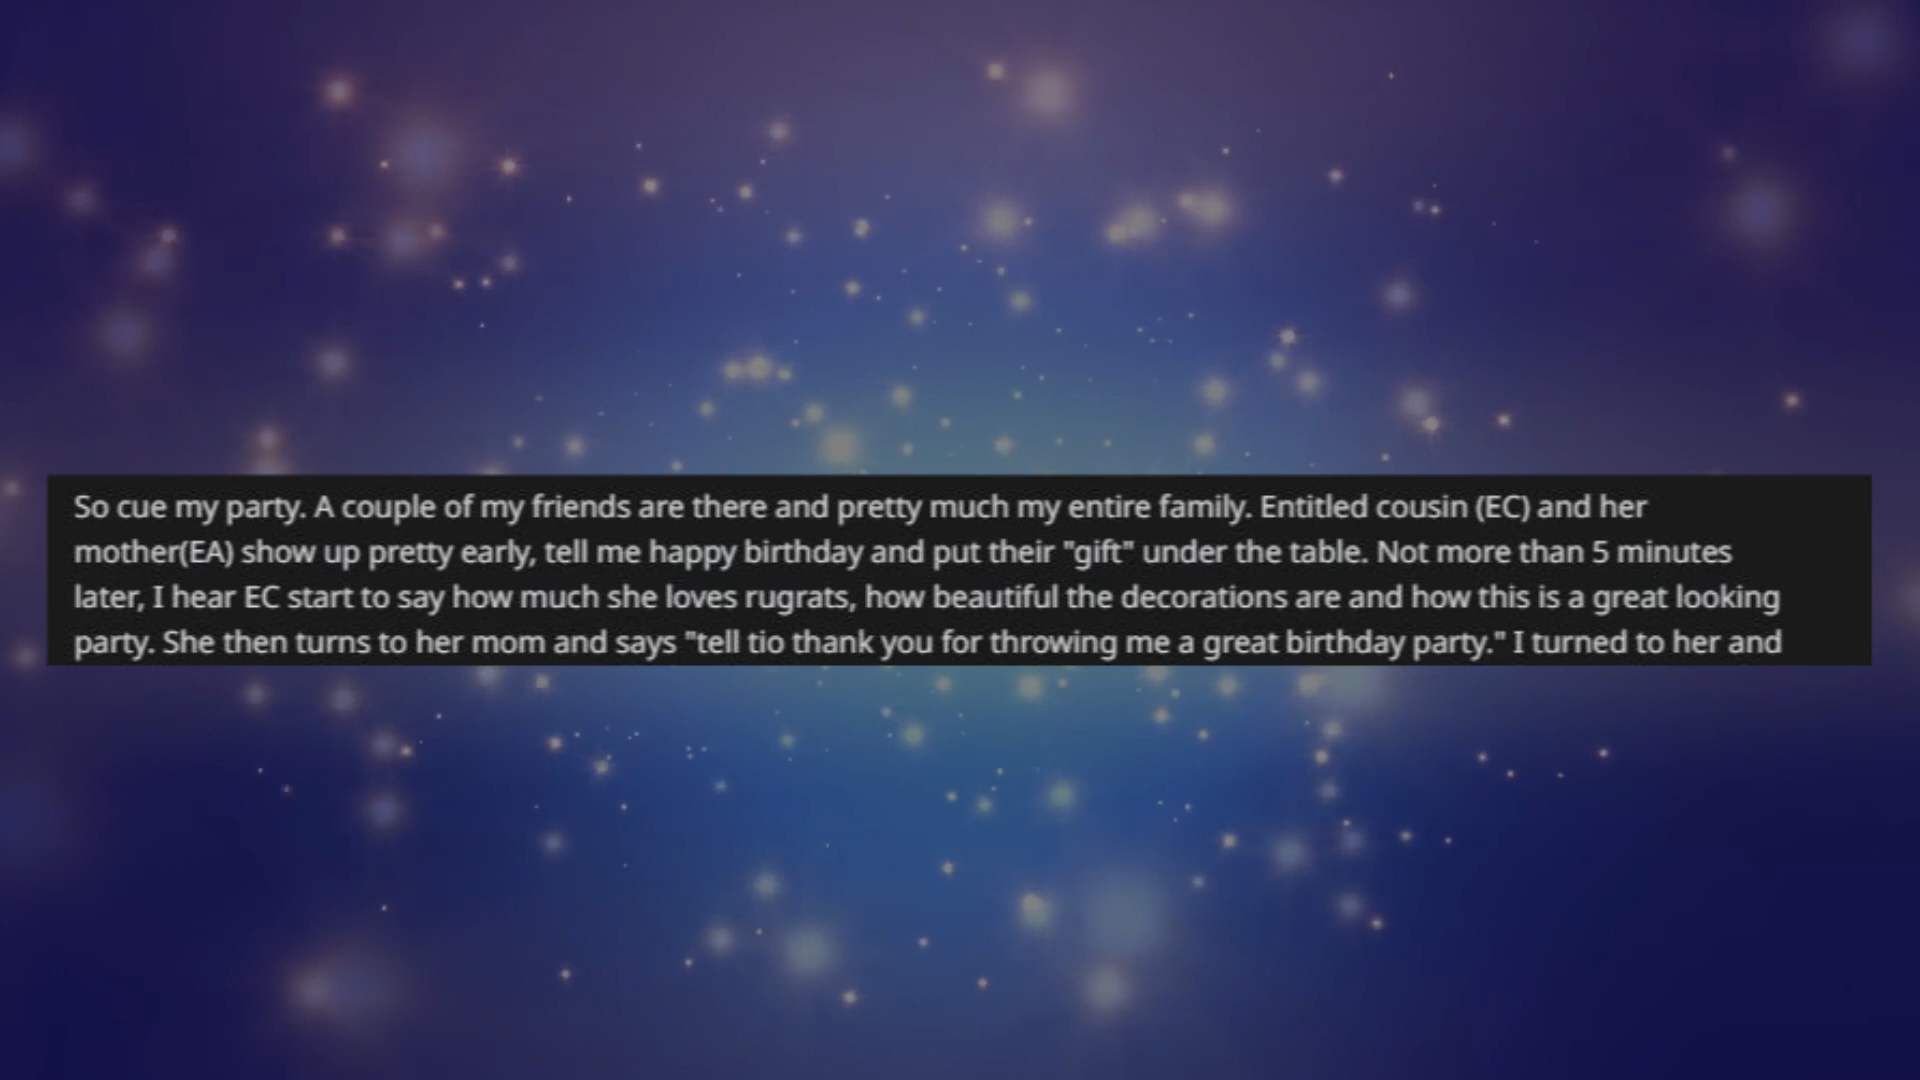 So cue my party. A couple of my friends are there and pretty much my entire family. Entitled cousin (EC) and her
mother(EA) show up pretty early, tell me happy birthday and put their "gift" under the table. Not more than 5 minutes
later, I hear EC start to say how much she loves rugrats, how beautiful the decorations are and how this is a great looking
party. She then turns to her mom and says "tell tio thank you for throwing me a great birthday party." I turned to her and